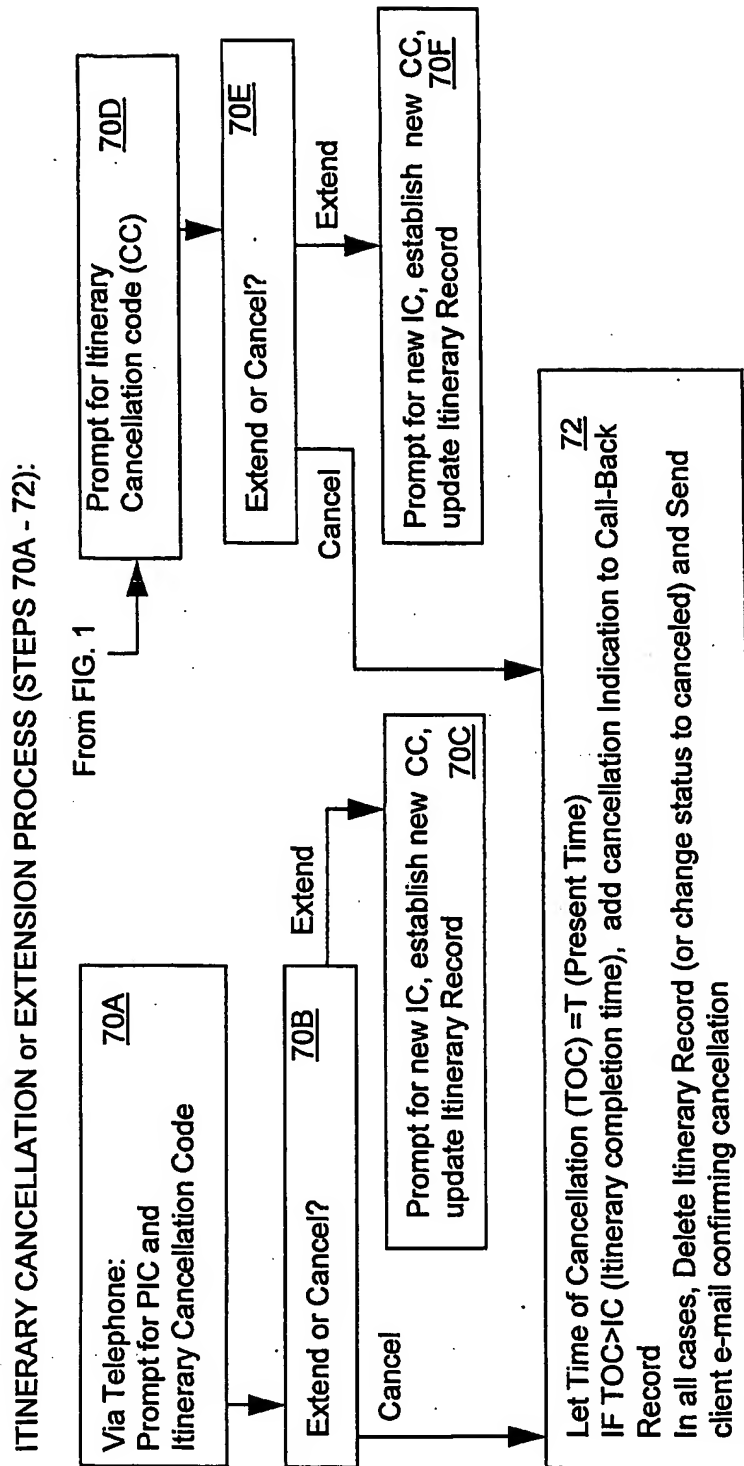 ITINERARY CANCELLATION or EXTENSION PROCESS (STEPS 70A - 72):
Via Telephone:
70A
Prompt for PIC and
Itinerary Cancellation Code
Extend or Cancel?
70B
Extend
Cancel
Prompt for new IC, establish new CC,
update Itinerary Record
70C
From FIG. 1
Prompt for Itinerary
70D
Cancellation code (CC)
Extend or Cancel?
70E
Cancel
Extend
Prompt for new IC, establish new CC,
update Itinerary Record
70F
Let Time of Cancellation (TOC) =T (Present Time)
72
IF TOC>IC (Itinerary completion time), add cancellation Indication to Call-Back
Record
In all cases, Delete Itinerary Record (or change status to canceled) and Send
client e-mail confirming cancellation